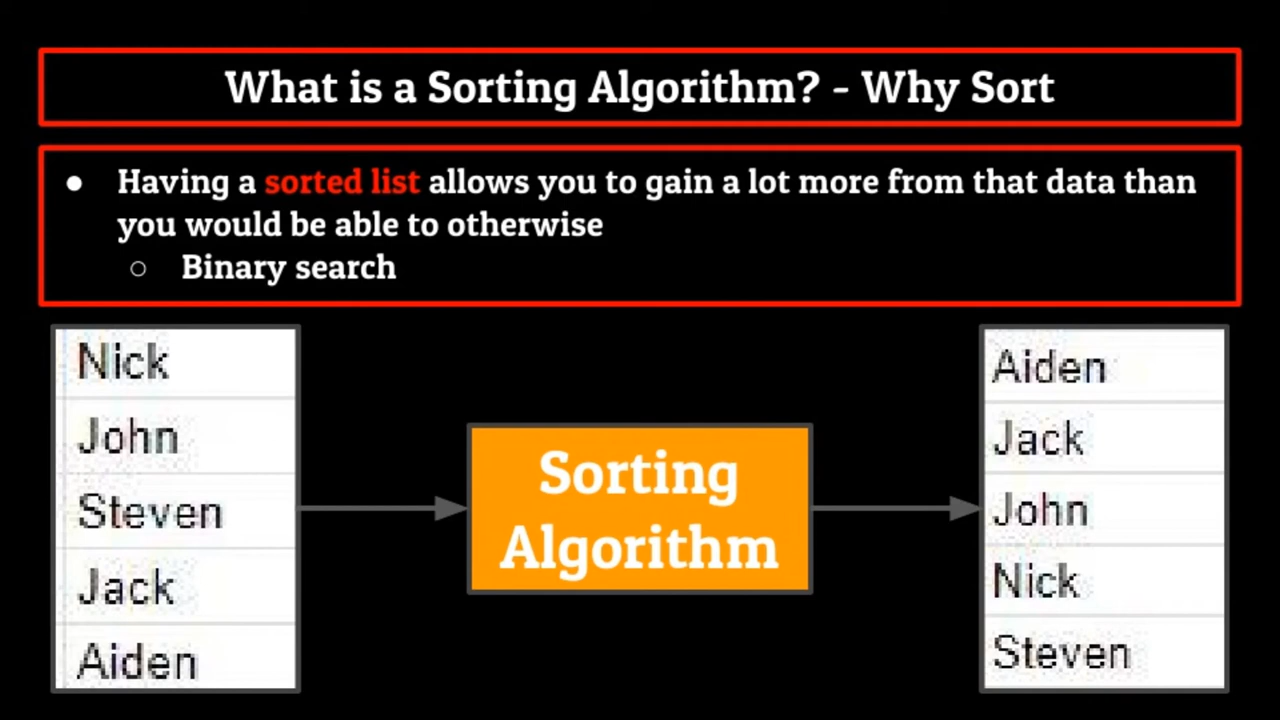 What is a Sorting Algorithm? - Why Sort
● Having a sorted list allows you to gain a lot more from that data than
you would be able to otherwise
○ Binary search
Nick
John
Steven
Jack
Aiden
Sorting
Algorithm
Aiden
Jack
John
Nick
Steven